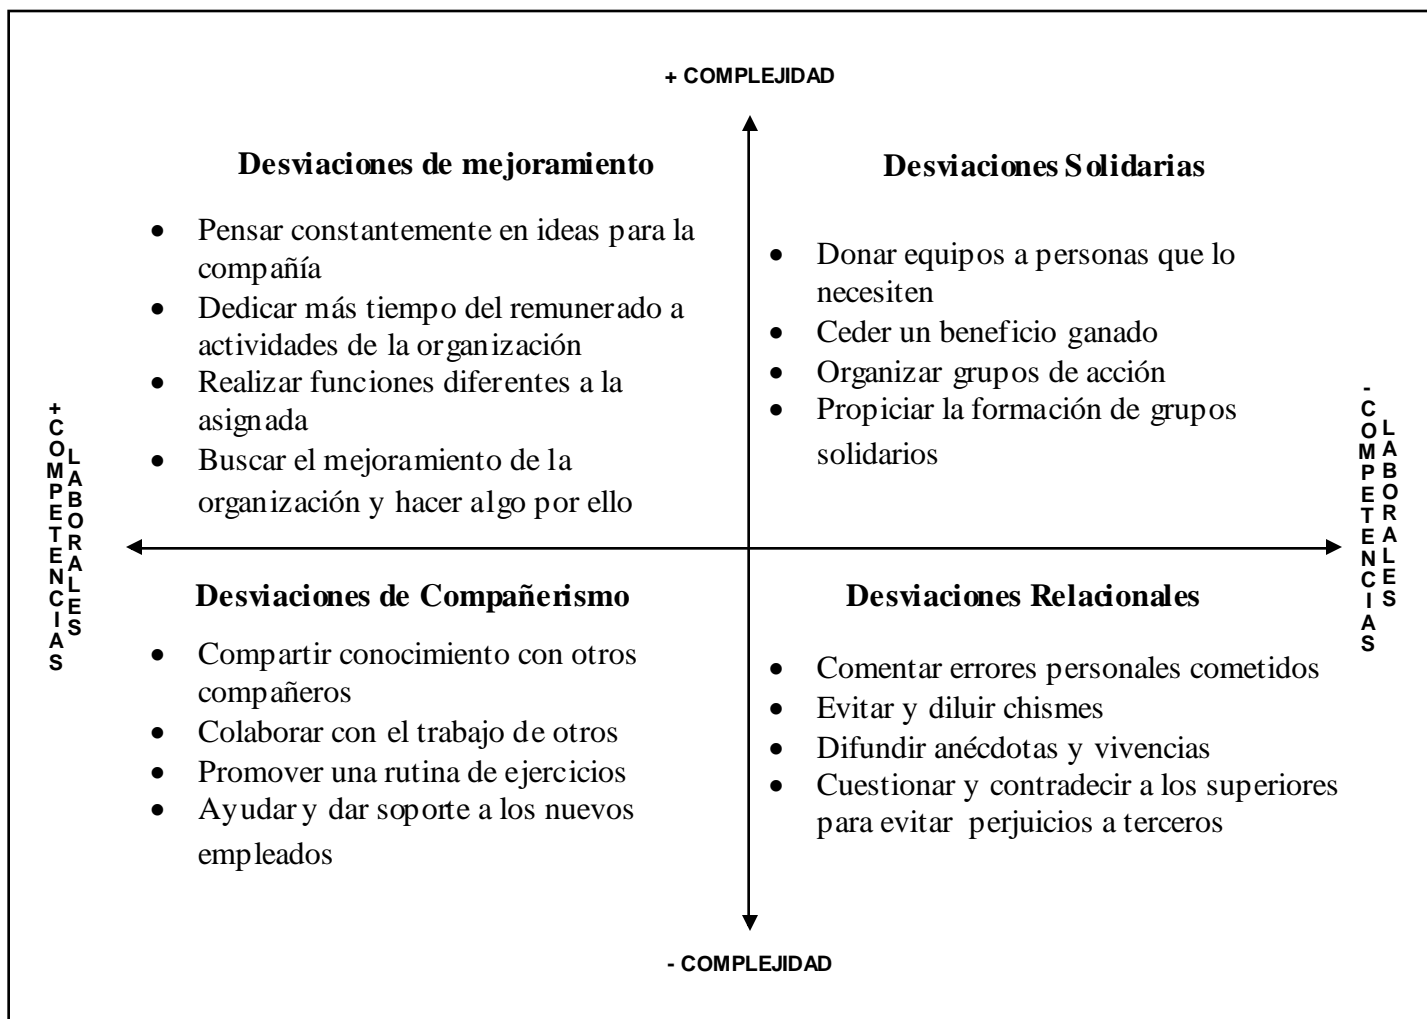 + COMPLEJIDAD
Desviaciones de mejoramiento
• Pensar constantemente en ideas para la
compañía
• Dedicar más tiempo del remunerado a
actividades de la organización
• Realizar funciones diferentes a la
asignada
• Buscar el mejoramiento de la
organización y hacer algo por ello
Desviaciones Solidarias
• Donar equipos a personas que lo
necesiten
• Ceder un beneficio ganado
• Organizar grupos de acción
• Propiciar la formación de grupos
solidarios
+ COMPETENCIAS
LABORALES
- COMPETENCIAS
LABORALES
Desviaciones de Compañerismo
• Compartir conocimiento con otros
compañeros
• Colaborar con el trabajo de otros
• Promover una rutina de ejercicios
• Ayudar y dar soporte a los nuevos
empleados
Desviaciones Relacionales
• Comentar errores personales cometidos
• Evitar y diluir chismes
• Difundir anécdotas y vivencias
• Cuestionar y contradecir a los superiores
para evitar perjuicios a terceros
- COMPLEJIDAD